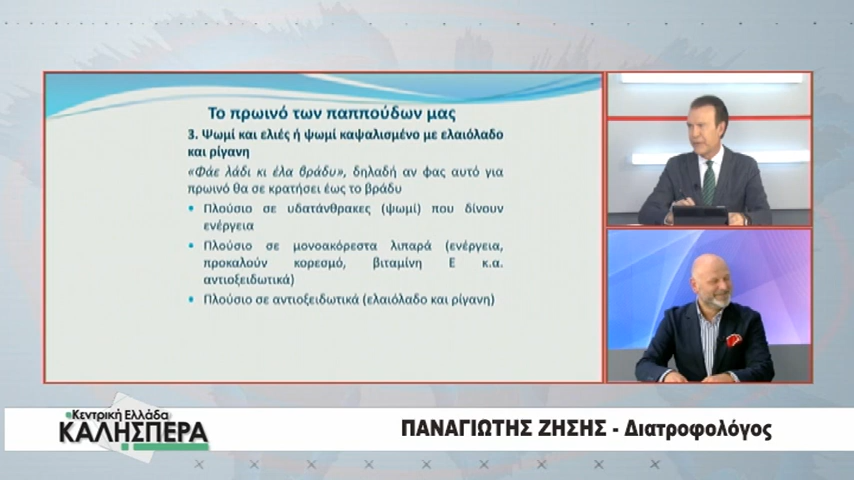 Το πρωινό των παππούδων μας
3. Ψωμί και ελιές ή ψωμί καψαλισμένο με ελαιόλαδο
και ρίγανη
«Φάε λάδι κι έλα βράδυ», δηλαδή αν φας αυτό για
πρωινό θα σε κρατήσει έως το βράδυ
• Πλούσιο σε υδατάνθρακες (ψωμί) που δίνουν
ενέργεια
• Πλούσιο σε μονοακόρεστα λιπαρά (ενέργεια,
προκαλούν κορεσμό, βιταμίνη Ε κ.α.
αντιοξειδωτικά)
• Πλούσιο σε αντιοξειδωτικά (ελαιόλαδο και ρίγανη)
Κεντρική Ελλάδα
ΚΑΛΗΣΠΕΡΑ
ΠΑΝΑΓΙΩΤΗΣ ΖΗΣΗΣ - Διατροφολόγος